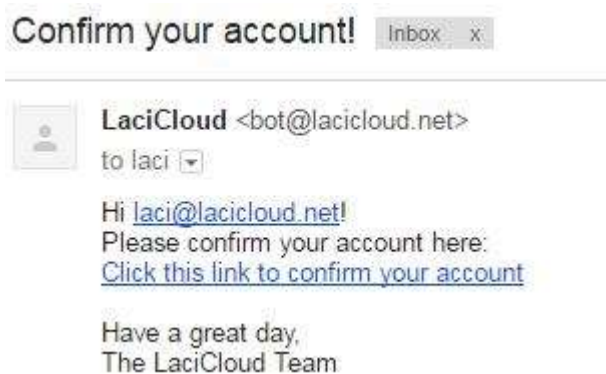 Confirm your account! Inbox x
LaciCloud <bot@lacicloud.net>
to laci
Hi laci@lacicloud.net!
Please confirm your account here:
Click this link to confirm your account
Have a great day,
The LaciCloud Team